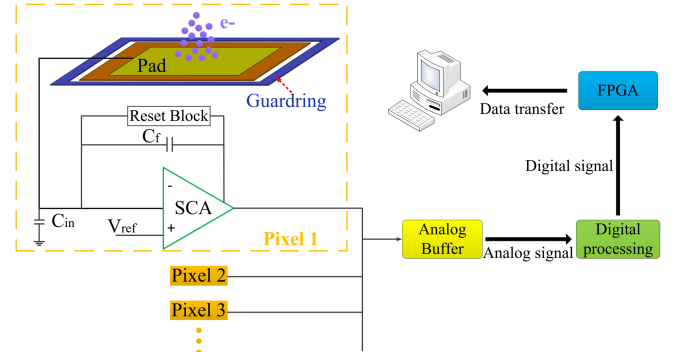 e-
Pad
Guardring
Reset Block
Cf
-
SCA
+
Cin
Vref
Pixel 1
Pixel 2
Pixel 3
Analog
Buffer
Analog signal
Digital
processing
Digital signal
FPGA
Data transfer